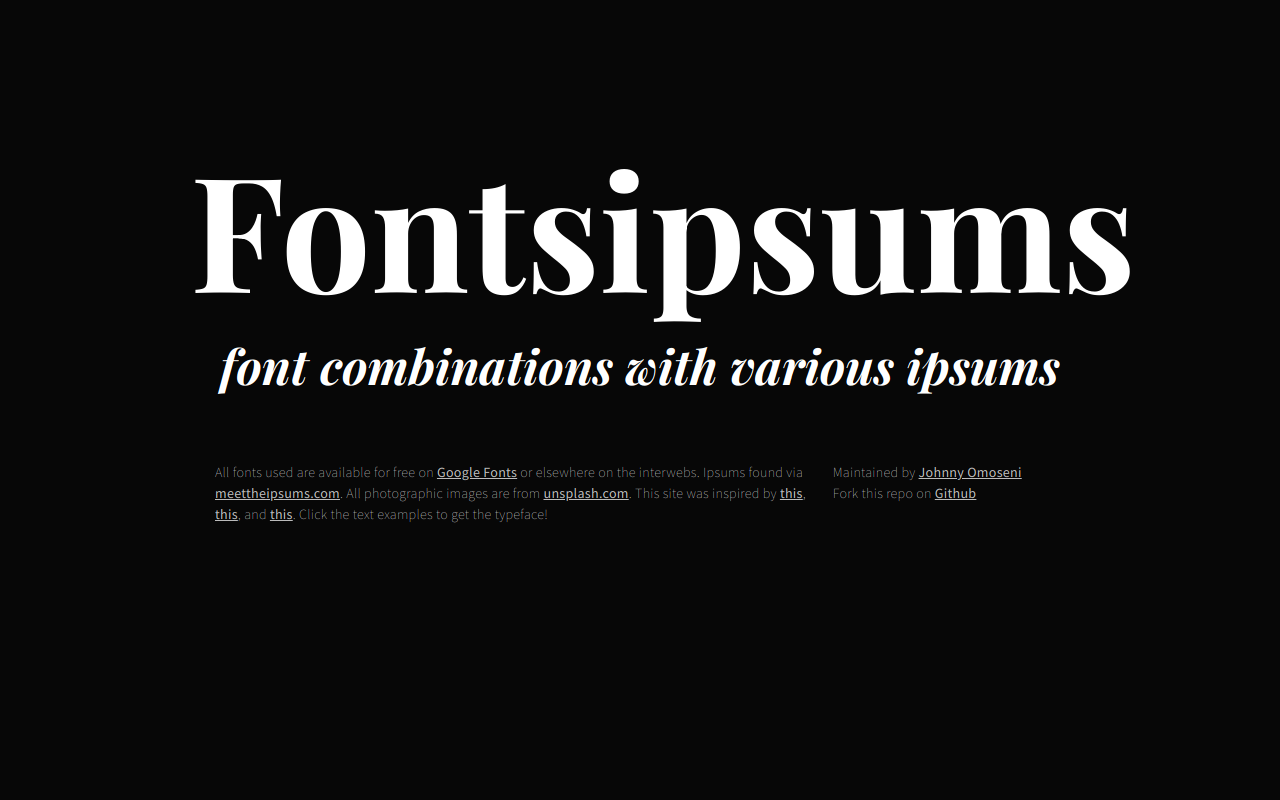 Fontsipsums
font combinations with various ipsums
All fonts used are available for free on Google Fonts or elsewhere on the interwebs. Ipsums found via
meettheipsums.com. All photographic images are from unsplash.com. This site was inspired by this,
this, and this. Click the text examples to get the typeface!
Maintained by Johnny Omoseni
Fork this repo on Github